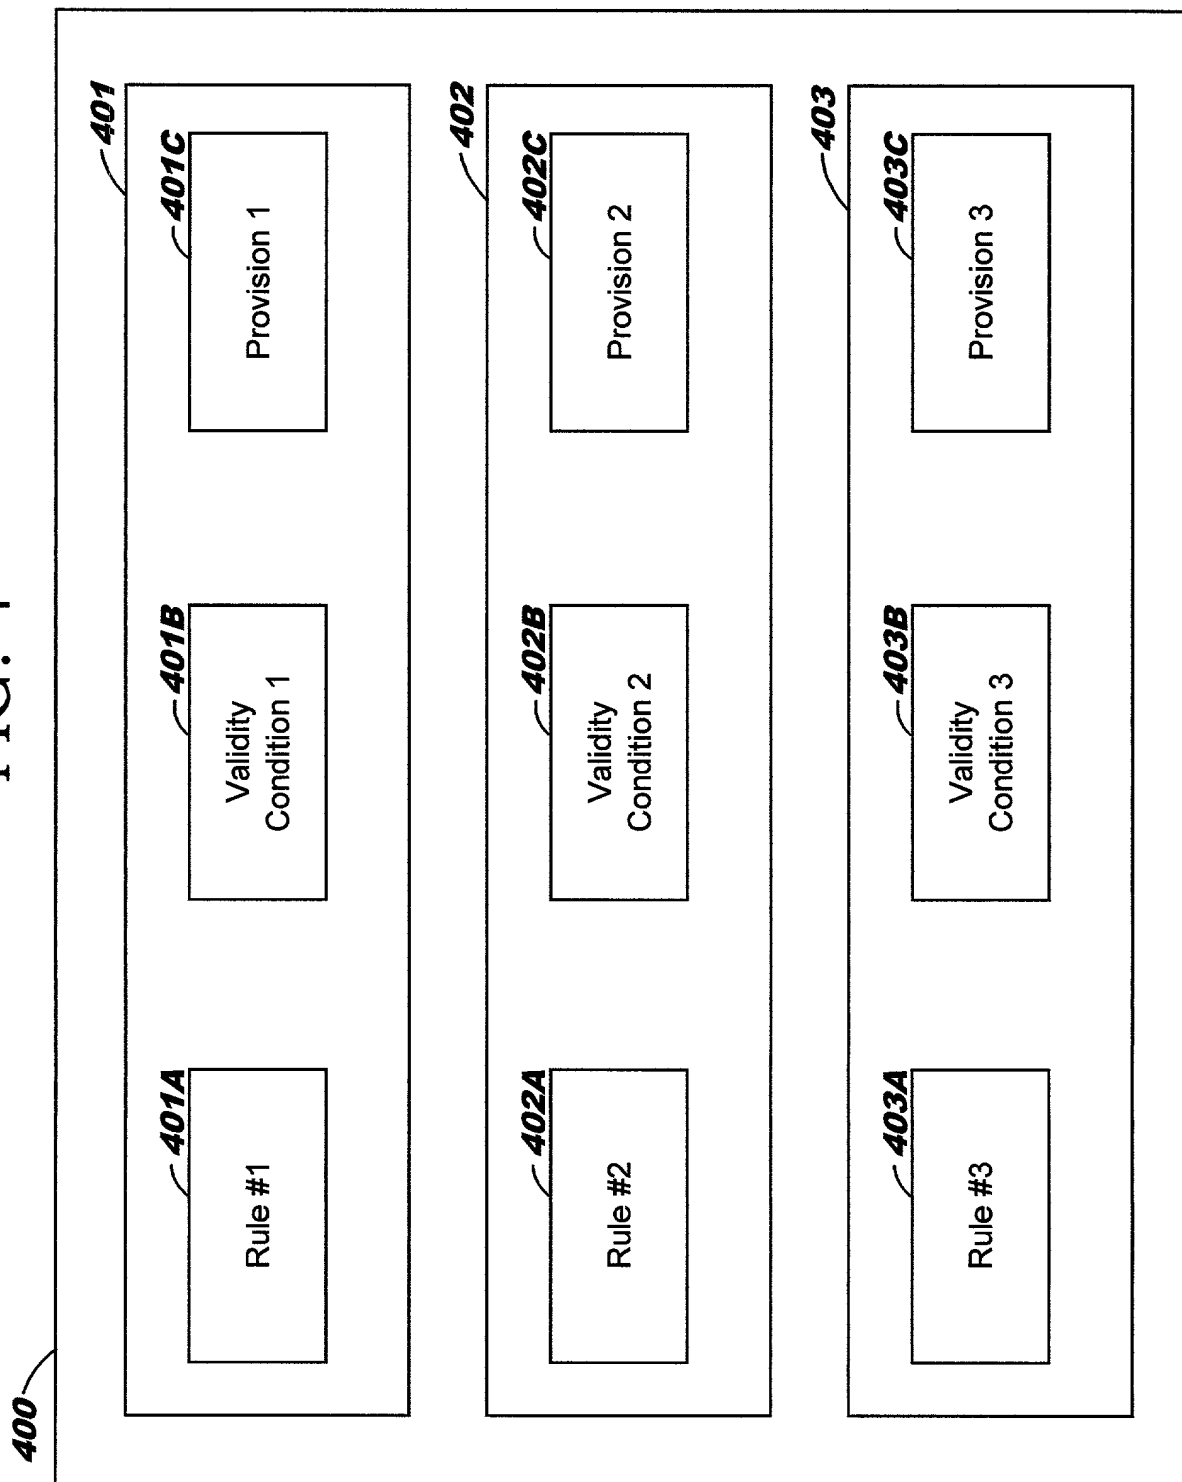 400
401
401A
Rule #1
401B
Validity
Condition 1
401C
Provision 1
402
402A
Rule #2
402B
Validity
Condition 2
402C
Provision 2
403
403A
Rule #3
403B
Validity
Condition 3
403C
Provision 3